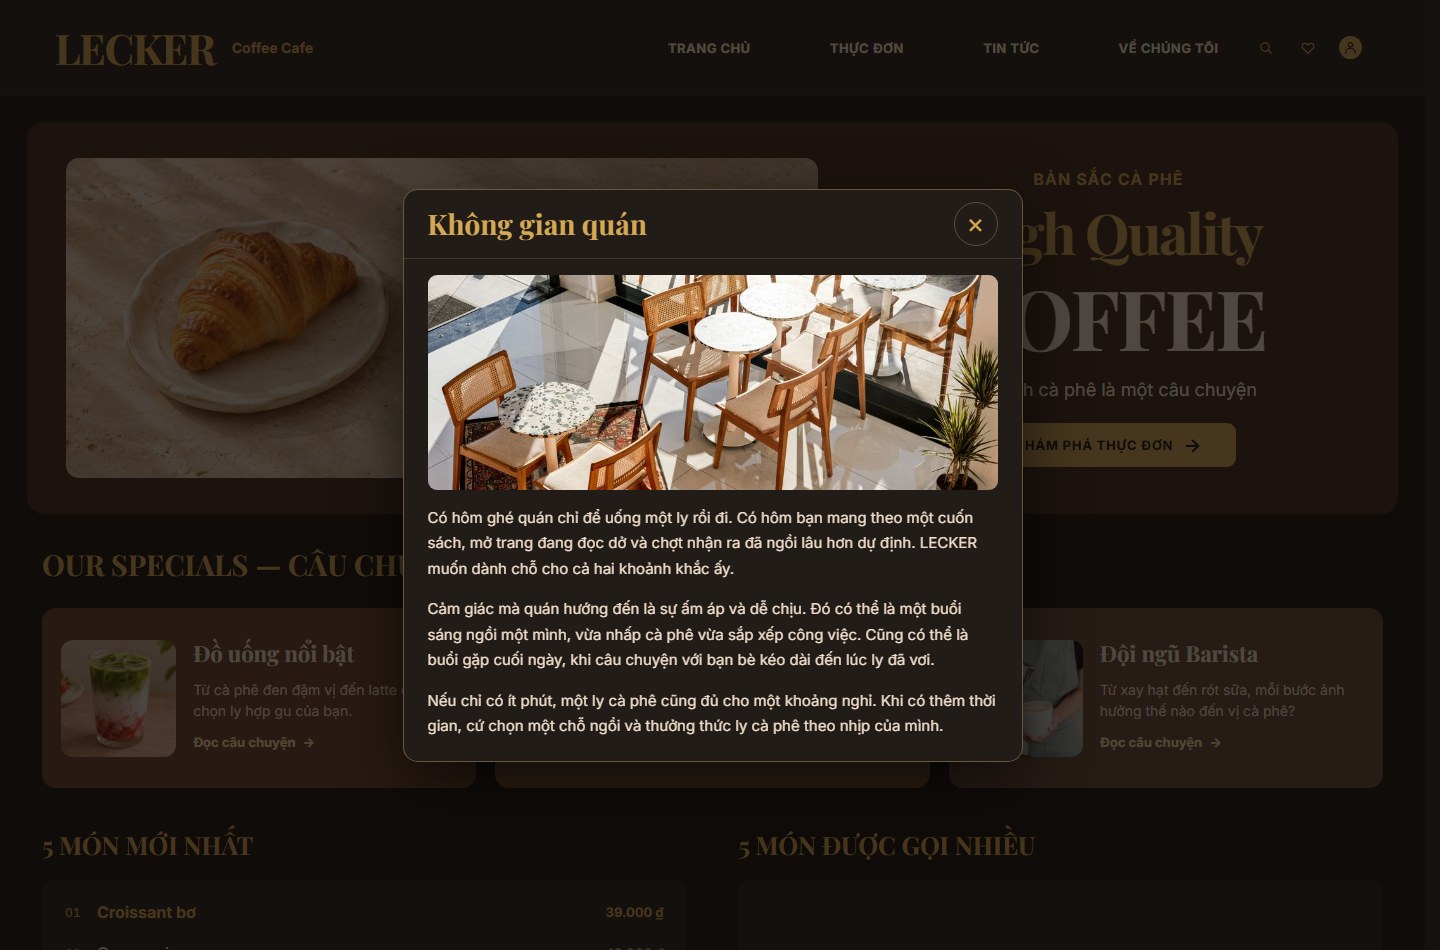 LECKER Coffee Cafe
TRANG CHỦ
THỰC ĐƠN
TIN TỨC
VỀ CHÚNG TÔI
BẢN SẮC CÀ PHÊ
Quality
cà phê là một câu chuyện
PHÁ THỰC ĐƠN →
Không gian quán
×
Có hôm ghé quán chỉ để uống một ly rồi đi. Có hôm bạn mang theo một cuốn
sách, mở trang đang đọc dở và chợt nhận ra đã ngồi lâu hơn dự định. LECKER
muốn dành chỗ cho cả hai khoảnh khắc ấy.
Cảm giác mà quán hướng đến là sự ấm áp và dễ chịu. Đó có thể là một buổi
sáng ngồi một mình, vừa nhấp cà phê vừa sắp xếp công việc. Cũng có thể là
buổi gặp cuối ngày, khi câu chuyện với bạn bè kéo dài đến lúc ly đã vơi.
Nếu chỉ có ít phút, một ly cà phê cũng đủ cho một khoảng nghỉ. Khi có thêm thời
gian, cứ chọn một chỗ ngồi và thưởng thức ly cà phê theo nhịp của mình.
OUR SPECIALS — CÂU
Đồ uống nổi bật
Từ cà phê đen đậm vị đến latte
chọn ly hợp gu của bạn.
Đọc câu chuyện →
Đội ngũ Barista
Từ xay hạt đến rót sữa, mỗi bước ảnh
hưởng thế nào đến vị cà phê?
Đọc câu chuyện →
5 MÓN MỚI NHẤT
01 Croissant bơ 39.000 ₫
5 MÓN ĐƯỢC GỌI NHIỀU